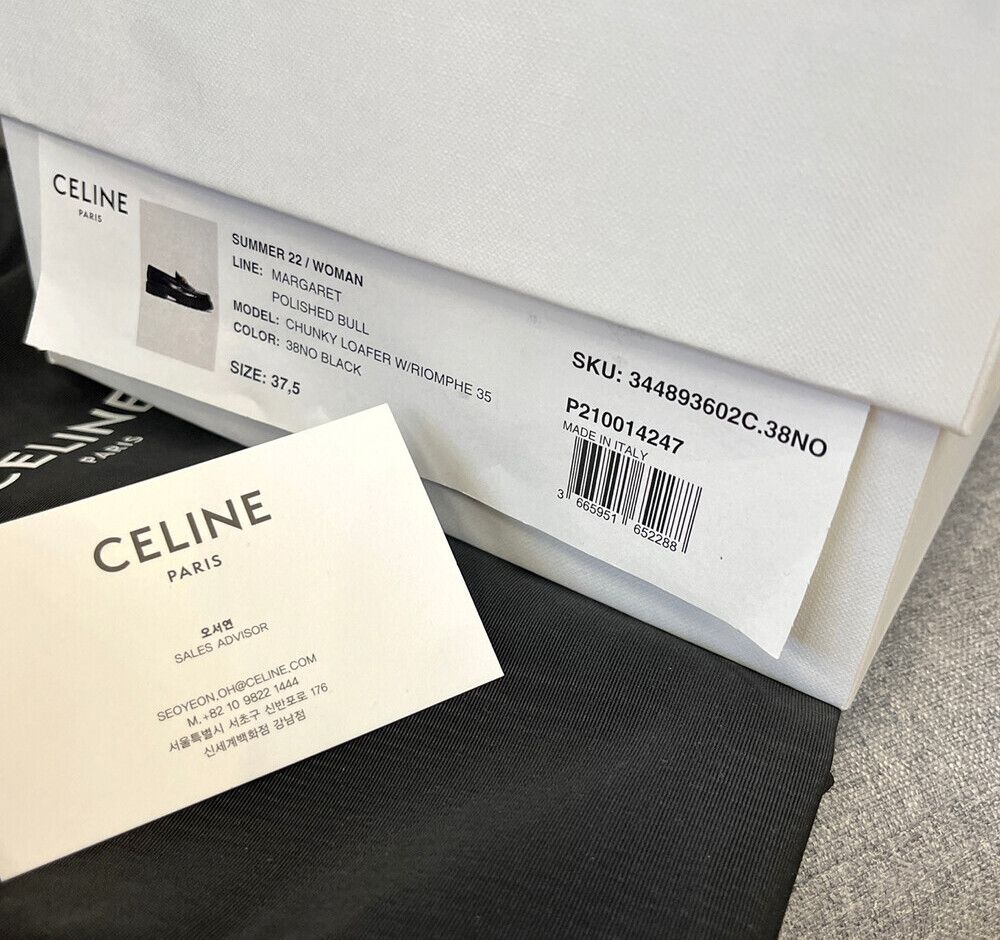 CELINE
PARIS
SUMMER 22 / WOMAN
LINE: MARGARET
POLISHED BULL
MODEL: CHUNKY LOAFER W/RIOMPHE 35
COLOR: 38NO BLACK
SIZE: 37,5
SKU: 344893602C.38NO
P210014247
MADE IN ITALY
3 665951 652288
CELINE
PARIS
CELINE
PARIS
오서연
SALES ADVISOR
SEOYEON.OH@CELINE.COM
M.+82 10 9822 1444
서울특별시 서초구 신반포로 176
신세계백화점 강남점